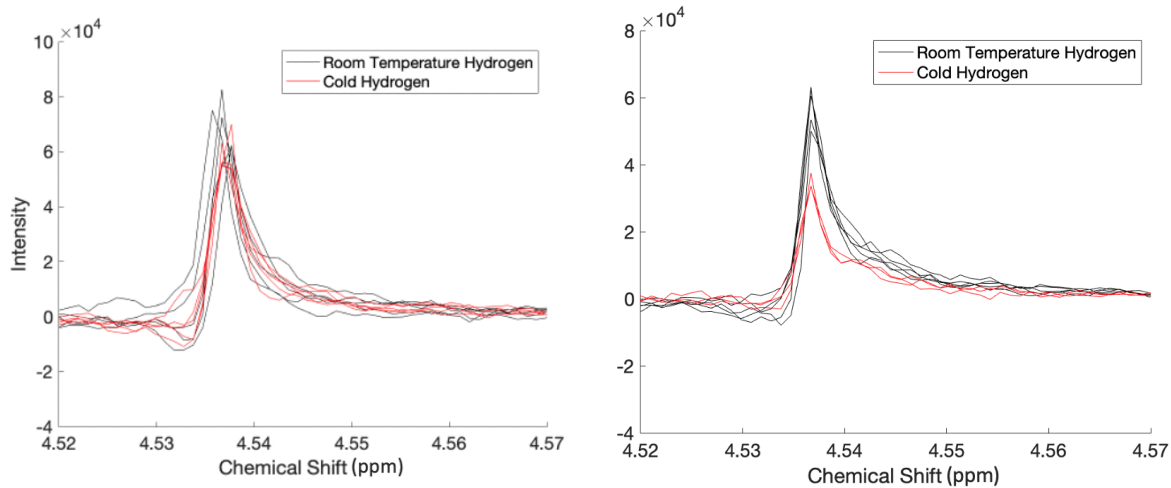 ×10⁴
10
8
6
4
2
0
-2
-4
Intensity
Room Temperature Hydrogen
Cold Hydrogen
4.52 4.53 4.54 4.55 4.56 4.57
Chemical Shift (ppm)
×10⁴
8
6
4
2
0
-2
-4
Room Temperature Hydrogen
Cold Hydrogen
4.52 4.53 4.54 4.55 4.56 4.57
Chemical Shift (ppm)